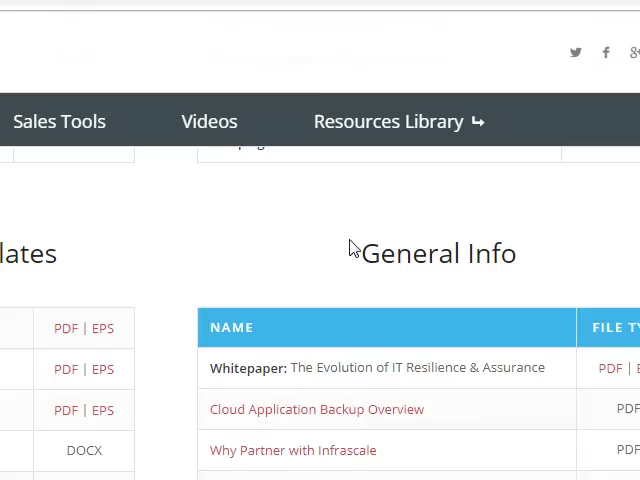 Sales Tools Videos Resources Library
lates General Info
PDF | EPS NAME FILE TY
PDF | EPS Whitepaper: The Evolution of IT Resilience & Assurance PDF | E
PDF | EPS Cloud Application Backup Overview PDF
DOCX Why Partner with Infrascale PDF